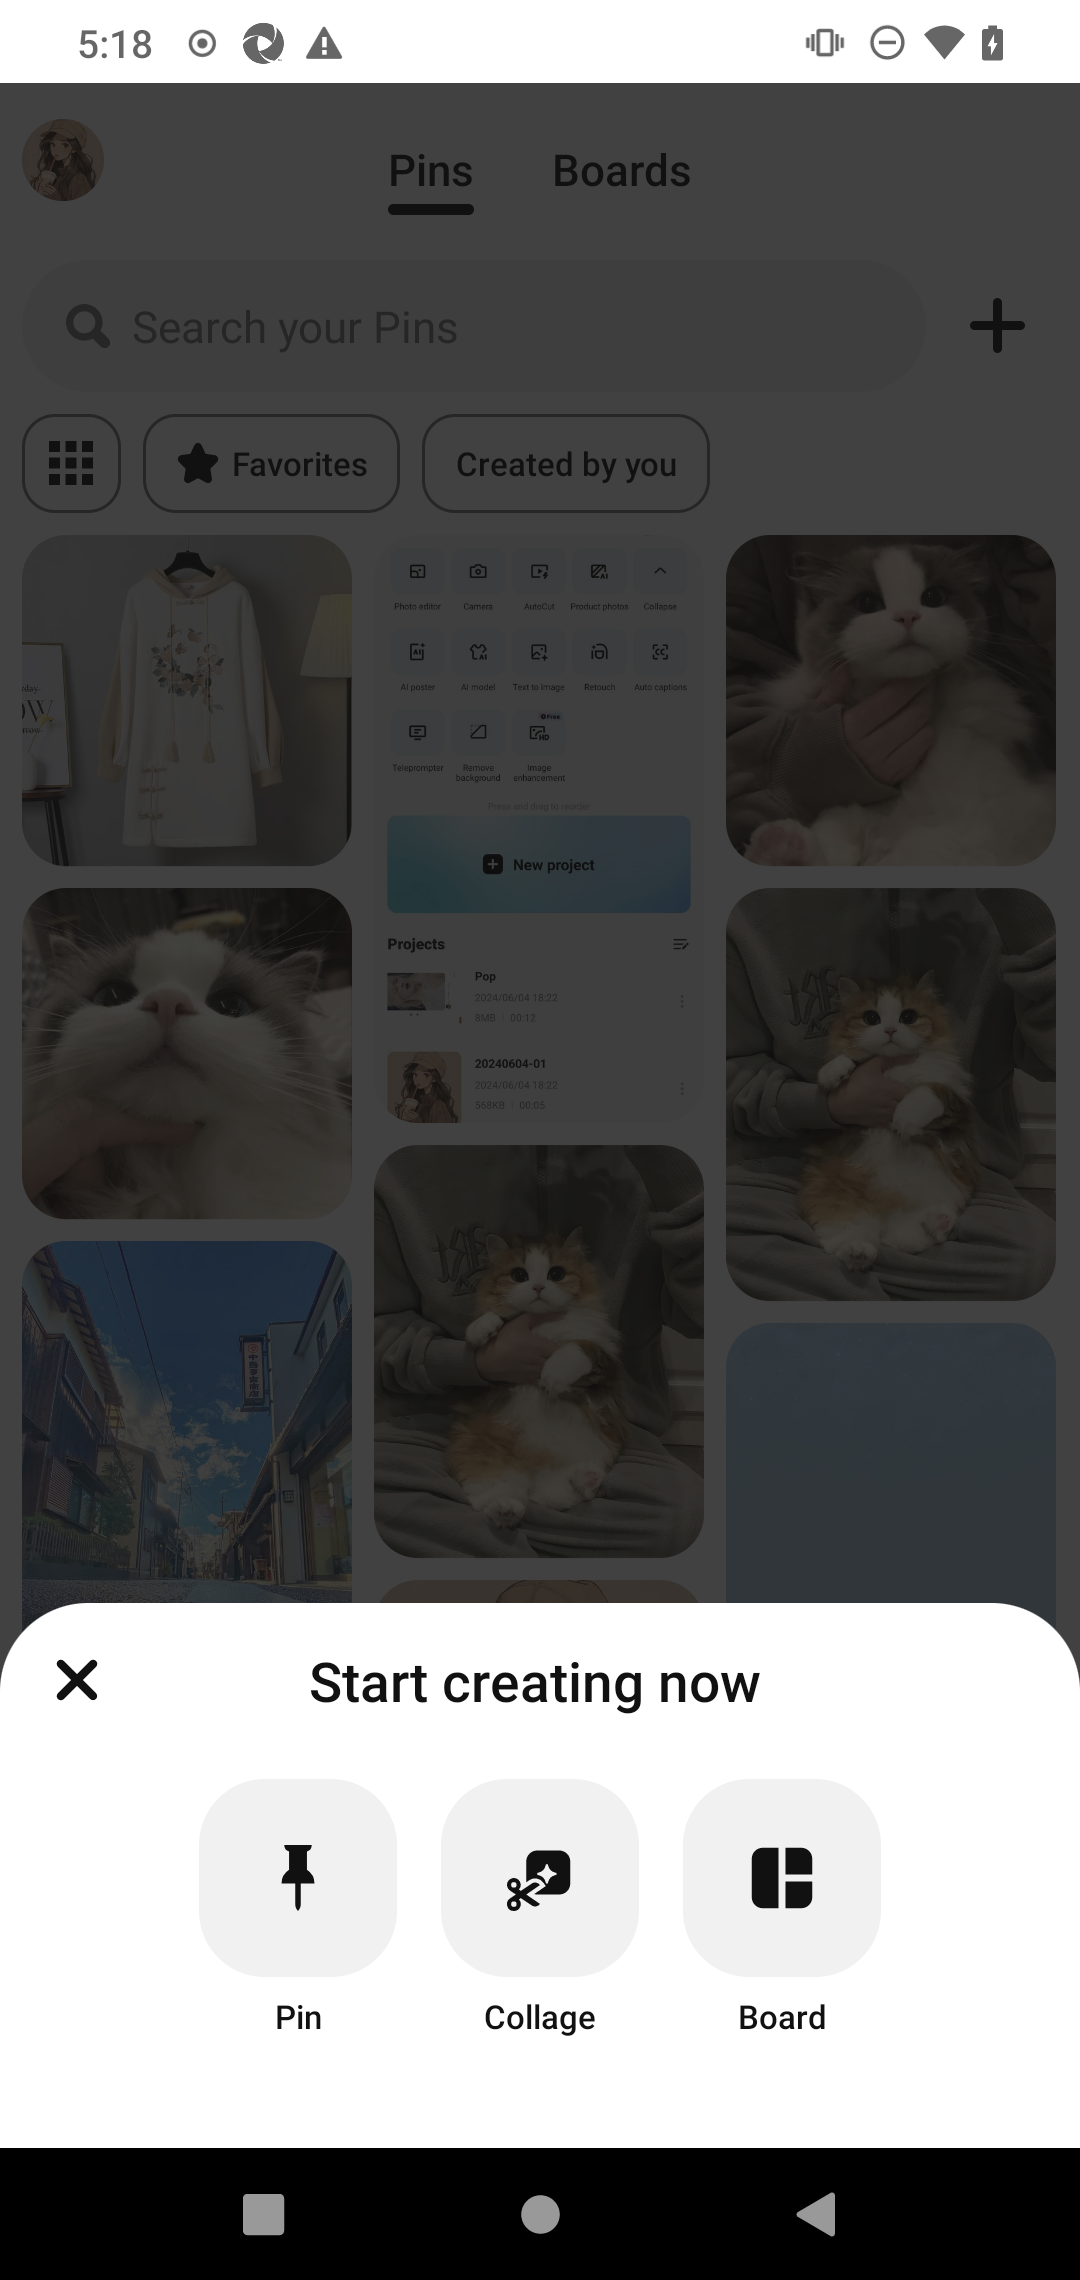 5:18
Pins Boards
Search your Pins
Favorites Created by you
Photo editor Camera AutoCut Product photos Collapse
AI poster AI model Text to image Retouch Auto captions
Free
Teleprompter Remove background Image enhancement
Press and drag to reorder
New project
Projects
Pop
2024/06/04 18:22
8MB 00:12
20240604-01
2024/06/04 18:22
568KB 00:05
Start creating now
Pin Collage Board